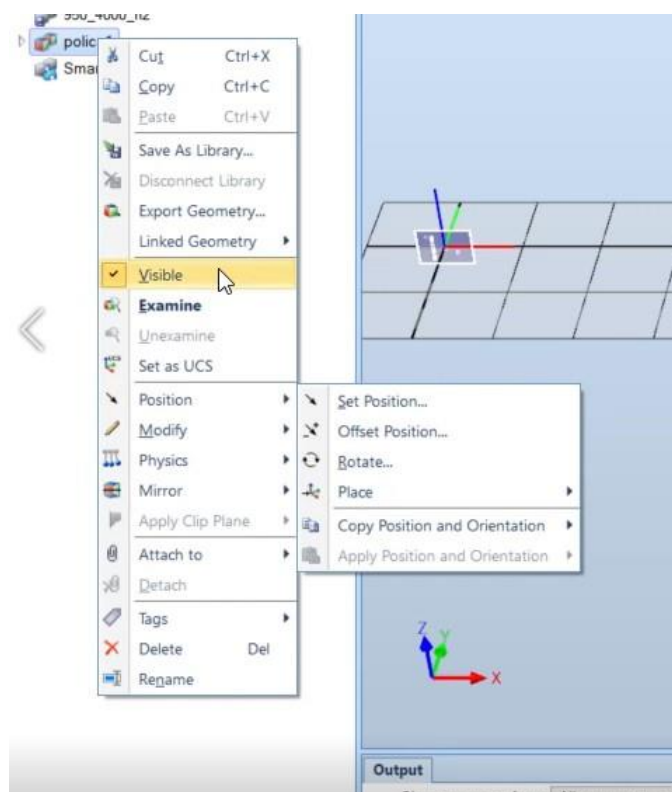 Cut Ctrl+X
Copy Ctrl+C
Paste Ctrl+V
Save As Library...
Disconnect Library
Export Geometry...
Linked Geometry
Visible
Examine
Unexamine
Set as UCS
Position
Modify
Physics
Mirror
Apply Clip Plane
Attach to
Detach
Tags
Delete Del
Rename
Set Position...
Offset Position...
Rotate...
Place
Copy Position and Orientation
Apply Position and Orientation
Z Y
X
Output